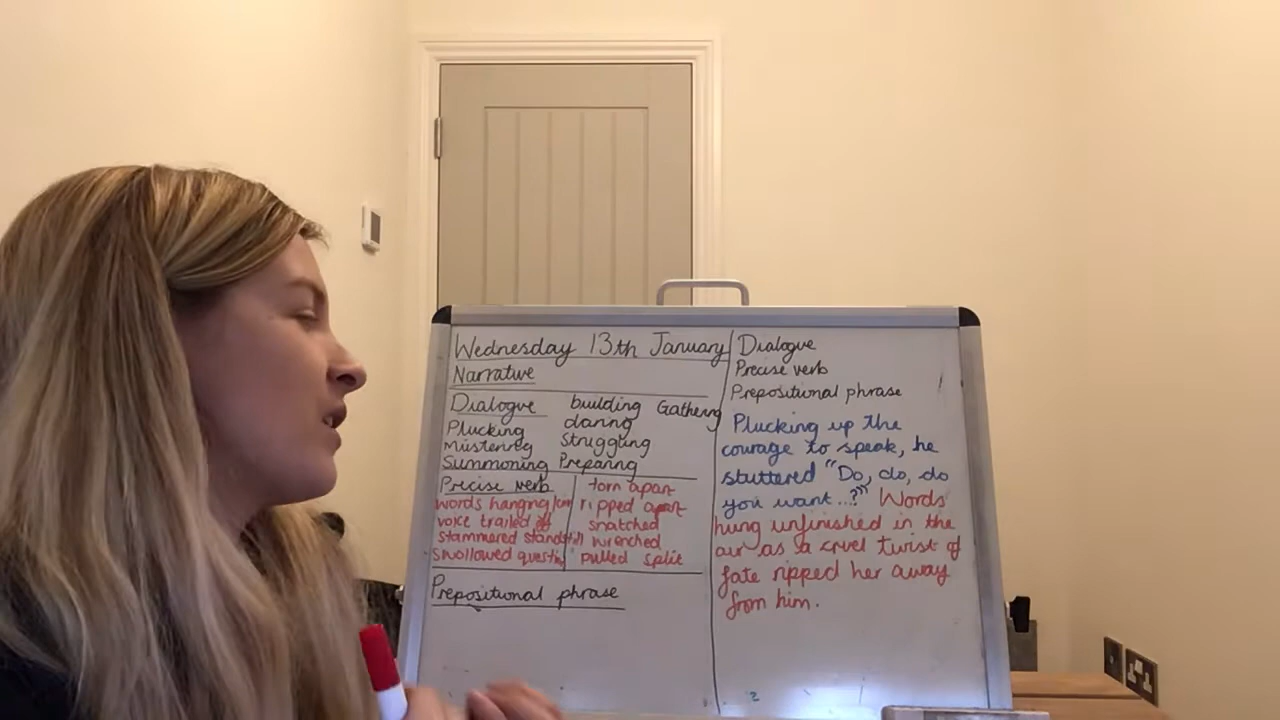 Wednesday 13th January
Narrative
Dialogue building Gathering
Plucking daring
Mustering Struggling
Summoning Preparing
Precise verb torn apart
words hanging ripped apart
voice trailed off snatched
stammered standstill wrenched
swallowed question pulled split
Prepositional phrase
Dialogue
Precise verb
Prepositional phrase
Plucking up the
courage to speak, he
stuttered "Do, do, do
you want...?" Words
hung unfinished in the
air as a cruel twist of
fate ripped her away
from him.